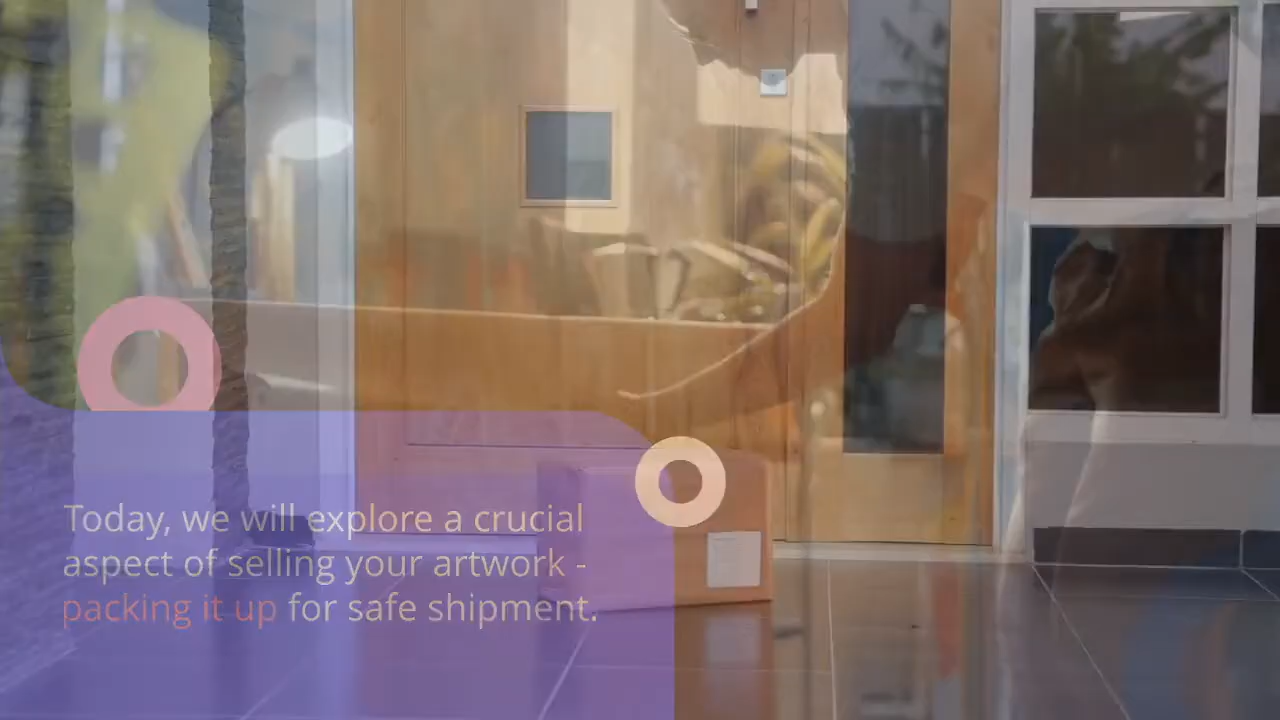 Today, we will explore a crucial
aspect of selling your artwork -
packing it up for safe shipment.